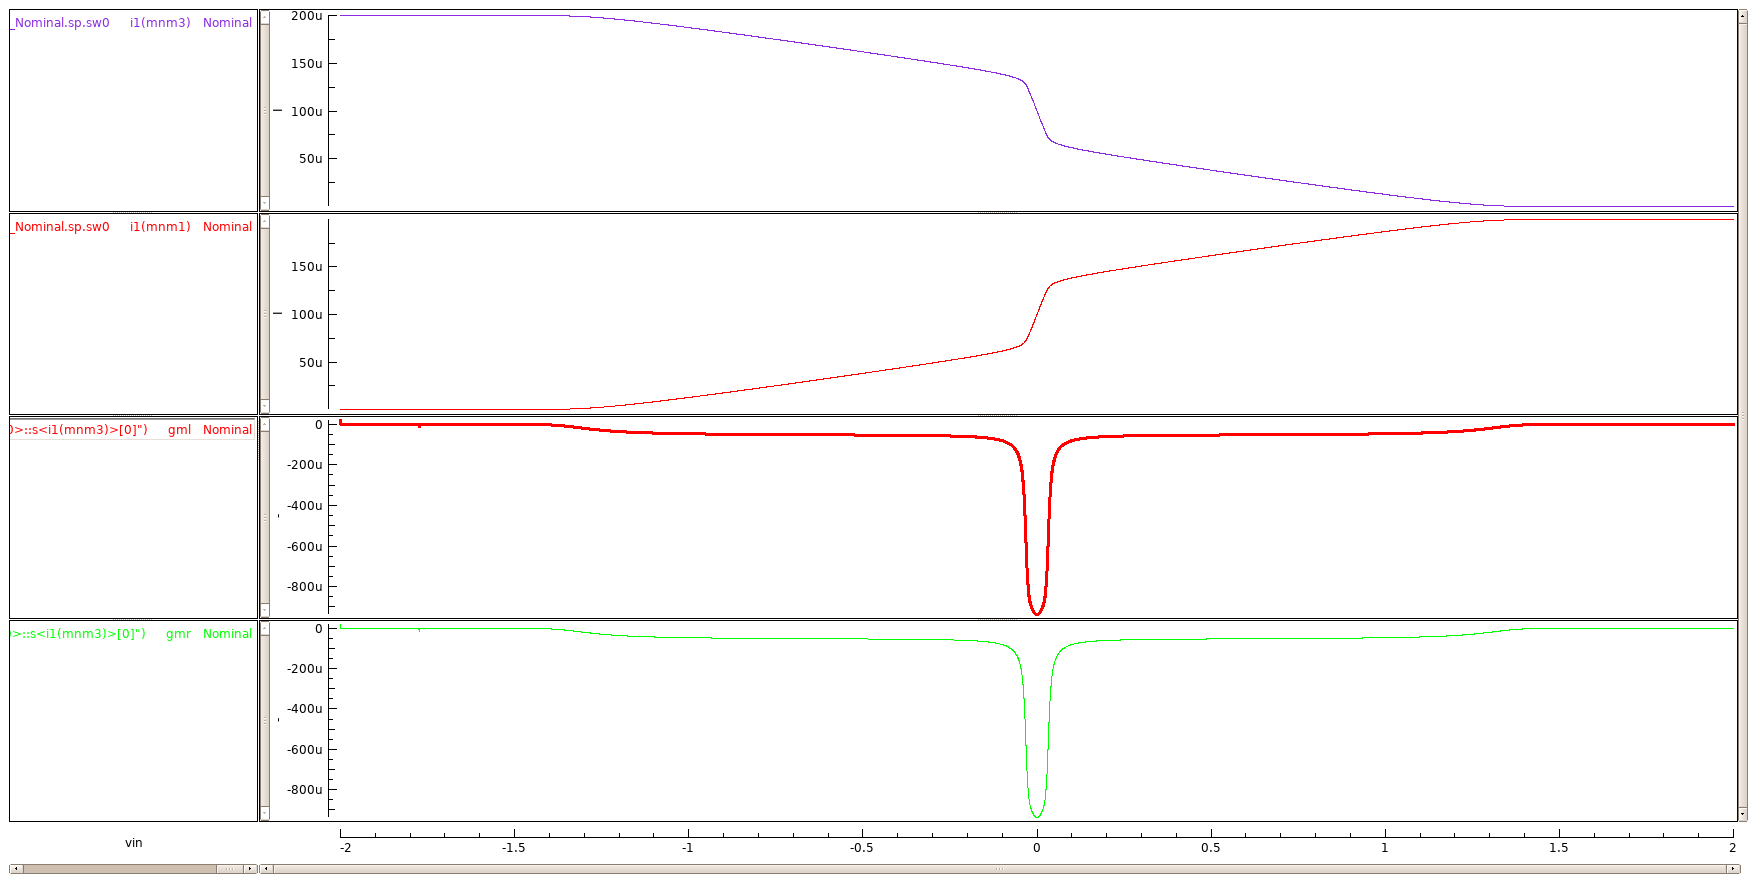 _Nominal.sp.sw0 i1(mnm3) Nominal
200u
150u
100u
50u
_Nominal.sp.sw0 i1(mnm1) Nominal
150u
100u
50u
)>::s<i1(mnm3)>[0]") gml Nominal
0
-200u
-400u
-600u
-800u
)>::s<i1(mnm3)>[0]") gmr Nominal
0
-200u
-400u
-600u
-800u
vin
-2 -1.5 -1 -0.5 0 0.5 1 1.5 2